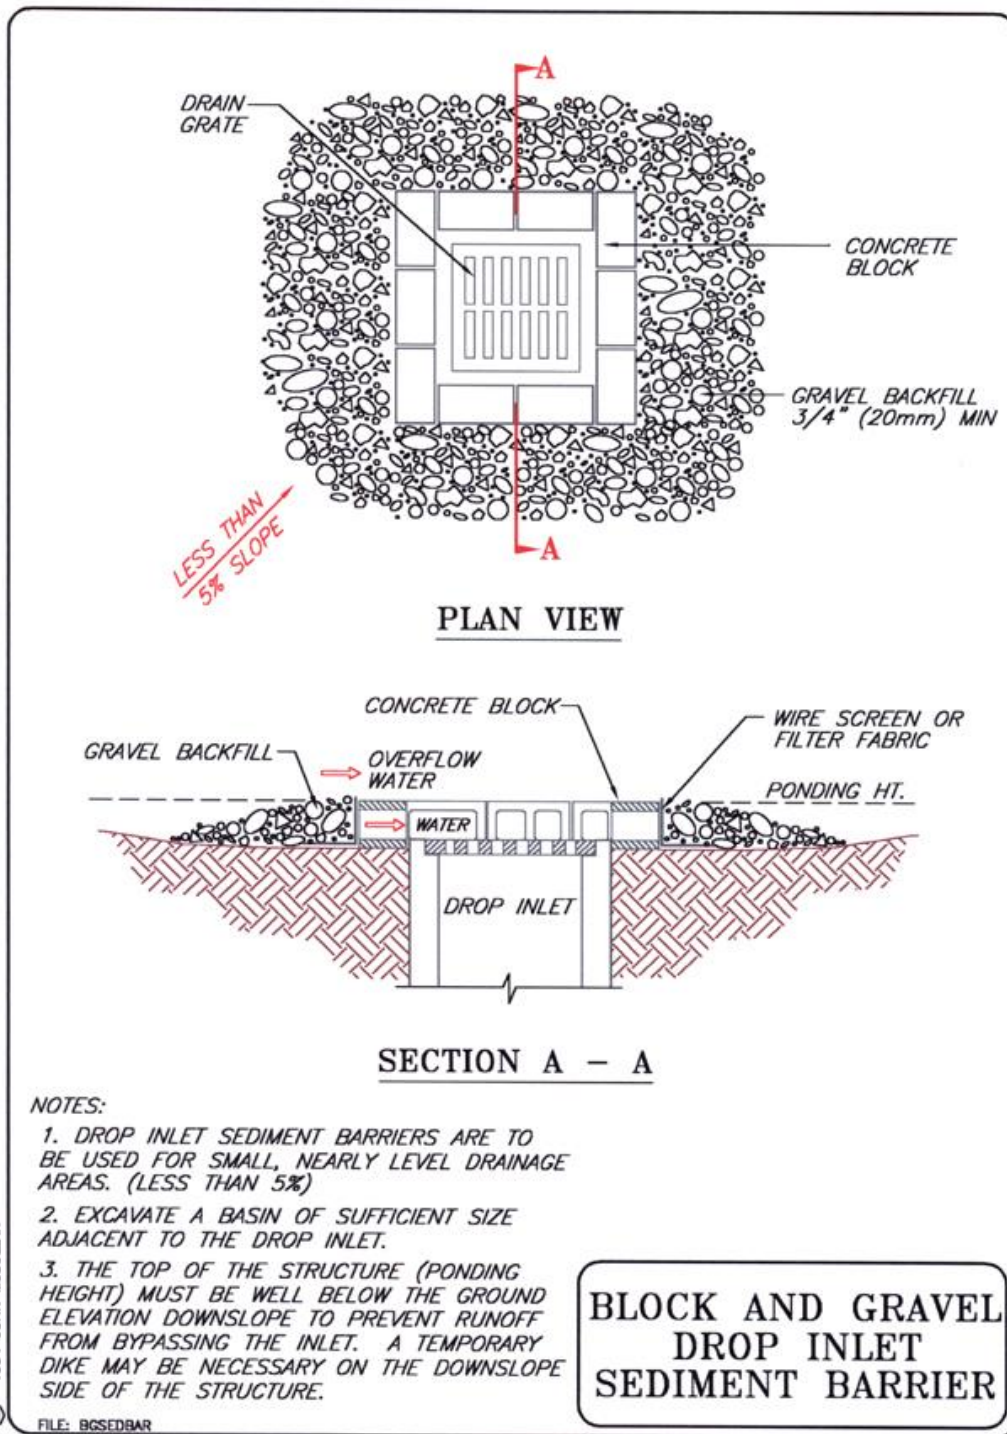 A
DRAIN
GRATE
CONCRETE
BLOCK
GRAVEL BACKFILL
3/4" (20mm) MIN
LESS THAN
5% SLOPE
A
PLAN VIEW
CONCRETE BLOCK
WIRE SCREEN OR
FILTER FABRIC
GRAVEL BACKFILL
OVERFLOW
WATER
PONDING HT.
WATER
DROP INLET
SECTION A - A
NOTES:
1. DROP INLET SEDIMENT BARRIERS ARE TO
BE USED FOR SMALL, NEARLY LEVEL DRAINAGE
AREAS. (LESS THAN 5%)
2. EXCAVATE A BASIN OF SUFFICIENT SIZE
ADJACENT TO THE DROP INLET.
3. THE TOP OF THE STRUCTURE (PONDING
HEIGHT) MUST BE WELL BELOW THE GROUND
ELEVATION DOWNSLOPE TO PREVENT RUNOFF
FROM BYPASSING THE INLET. A TEMPORARY
DIKE MAY BE NECESSARY ON THE DOWNSLOPE
SIDE OF THE STRUCTURE.
FILE: BGSEDBAR
BLOCK AND GRAVEL
DROP INLET
SEDIMENT BARRIER